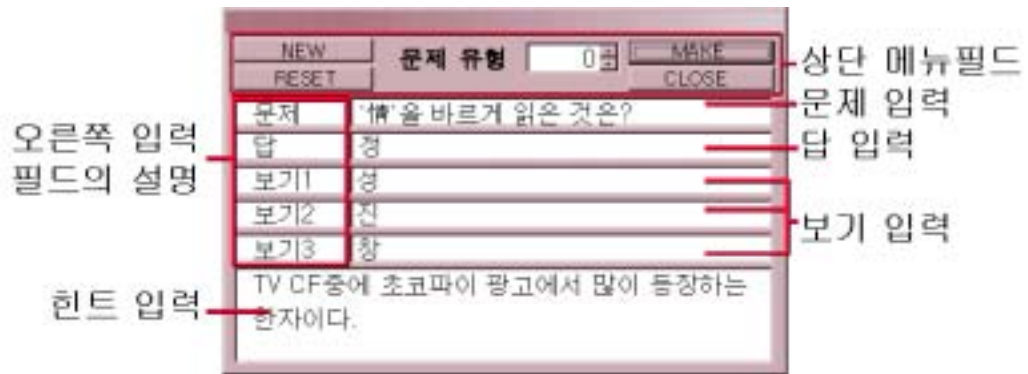 NEW 문제 유형 0 MAKE
RESET CLOSE
상단 메뉴필드
문제 '情'을 바르게 읽은 것은?
문제 입력
답 정
답 입력
오른쪽 입력
필드의 설명
보기1 성
보기2 진
보기3 창
보기 입력
TV CF중에 초코파이 광고에서 많이 등장하는
한자이다.
힌트 입력